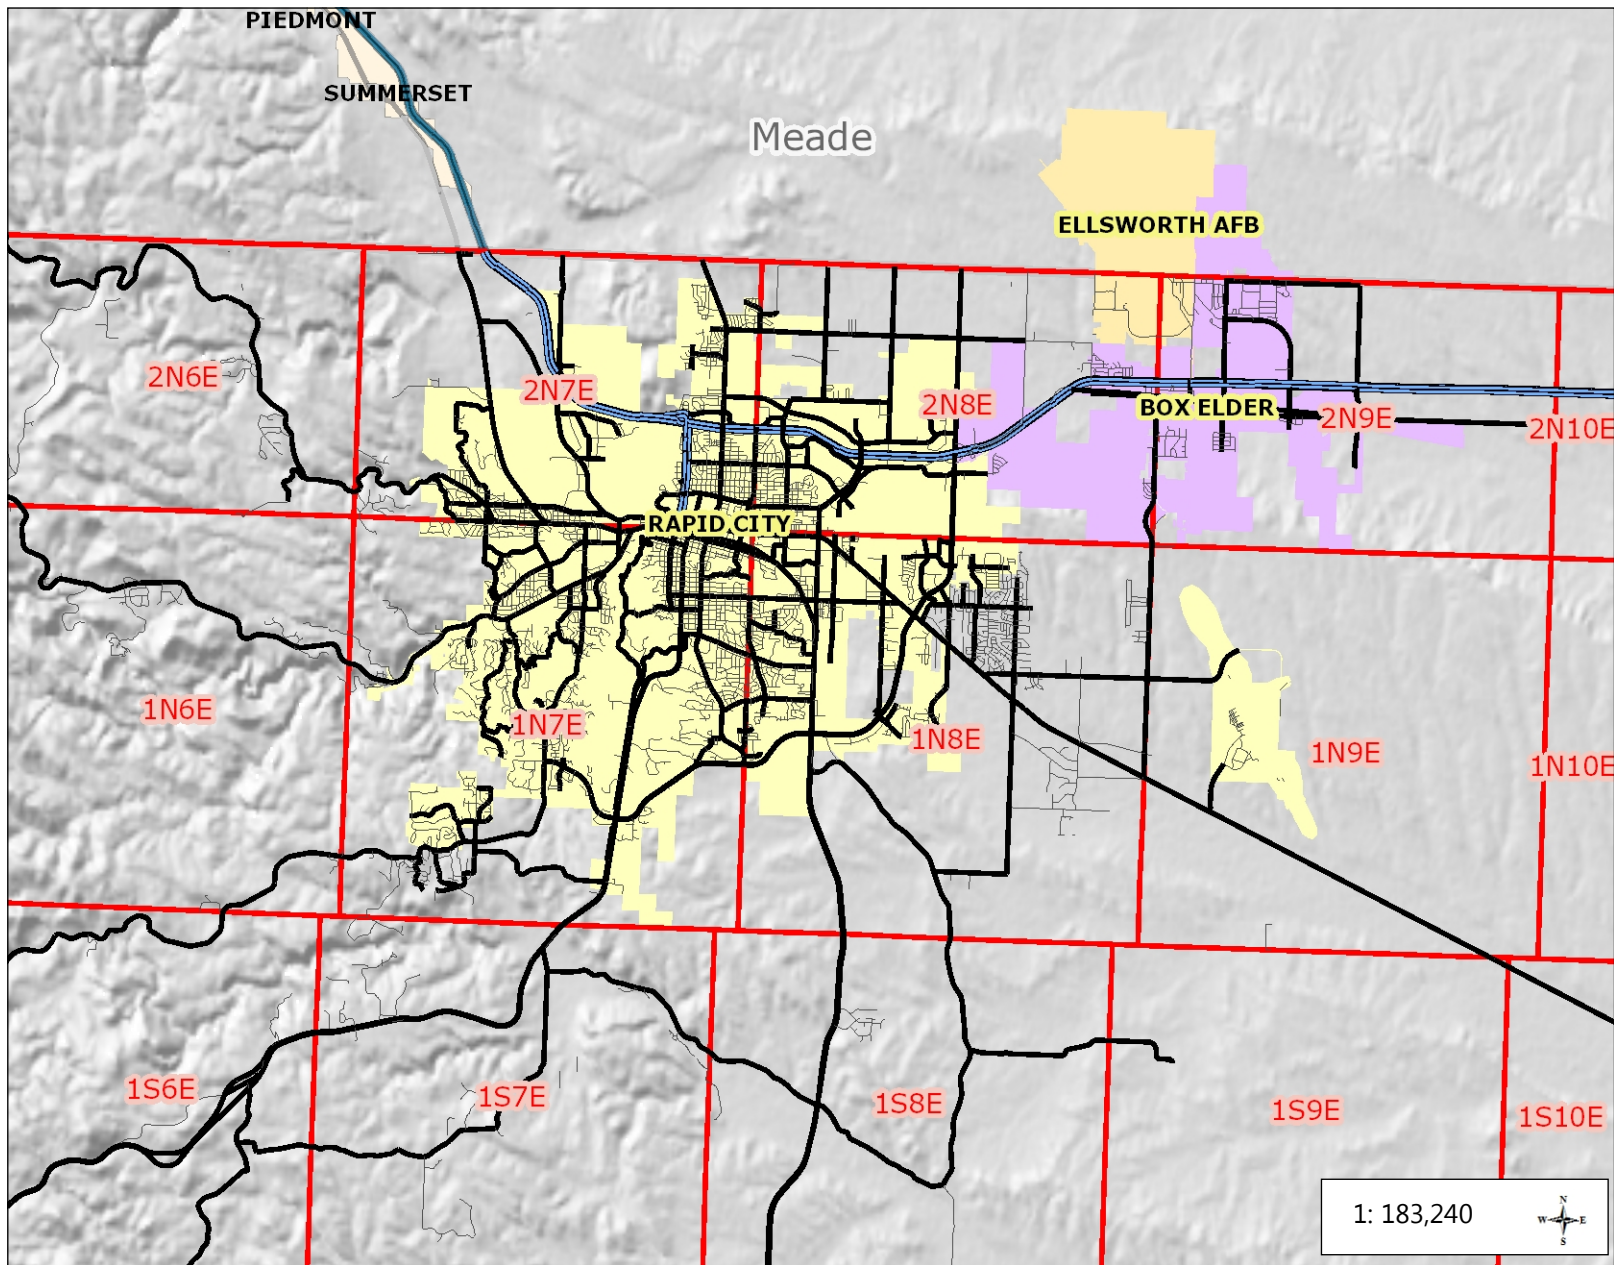 PIEDMONT
SUMMERSET
Meade
ELLSWORTH AFB
2N6E
2N7E
2N8E
BOX ELDER
2N9E
2N10E
RAPID CITY
1N6E
1N7E
1N8E
1N9E
1N10E
1S6E
1S7E
1S8E
1S9E
1S10E
1: 183,240
N
W E
S